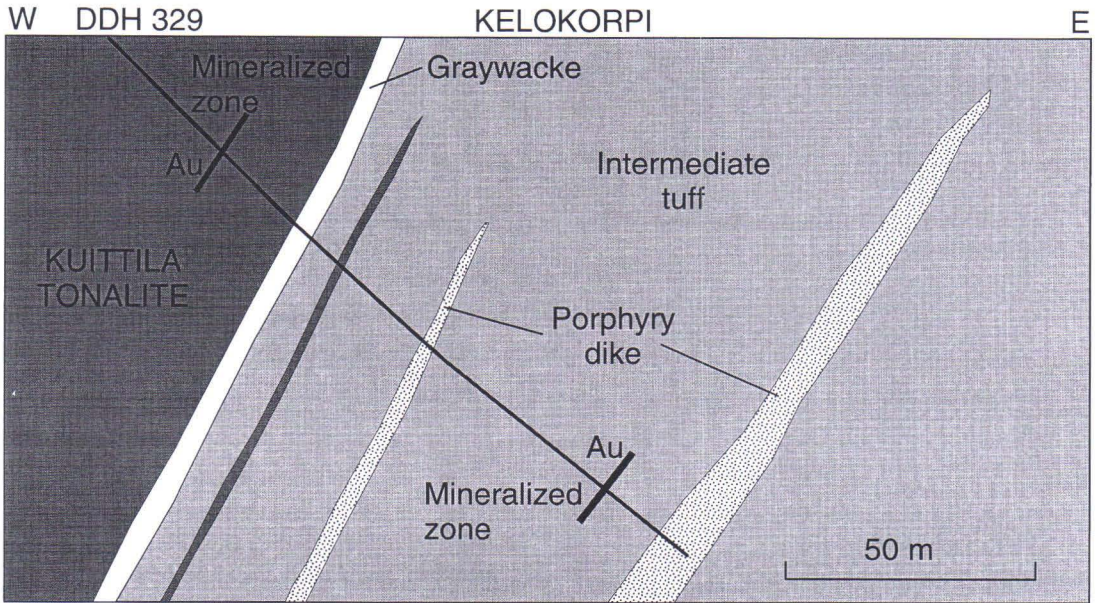 W DDH 329 KELOKORPI E
Mineralized
zone
Graywacke
Au
Intermediate
tuff
KUITTILA
TONALITE
Porphyry
dike
Au
Mineralized
zone
50 m